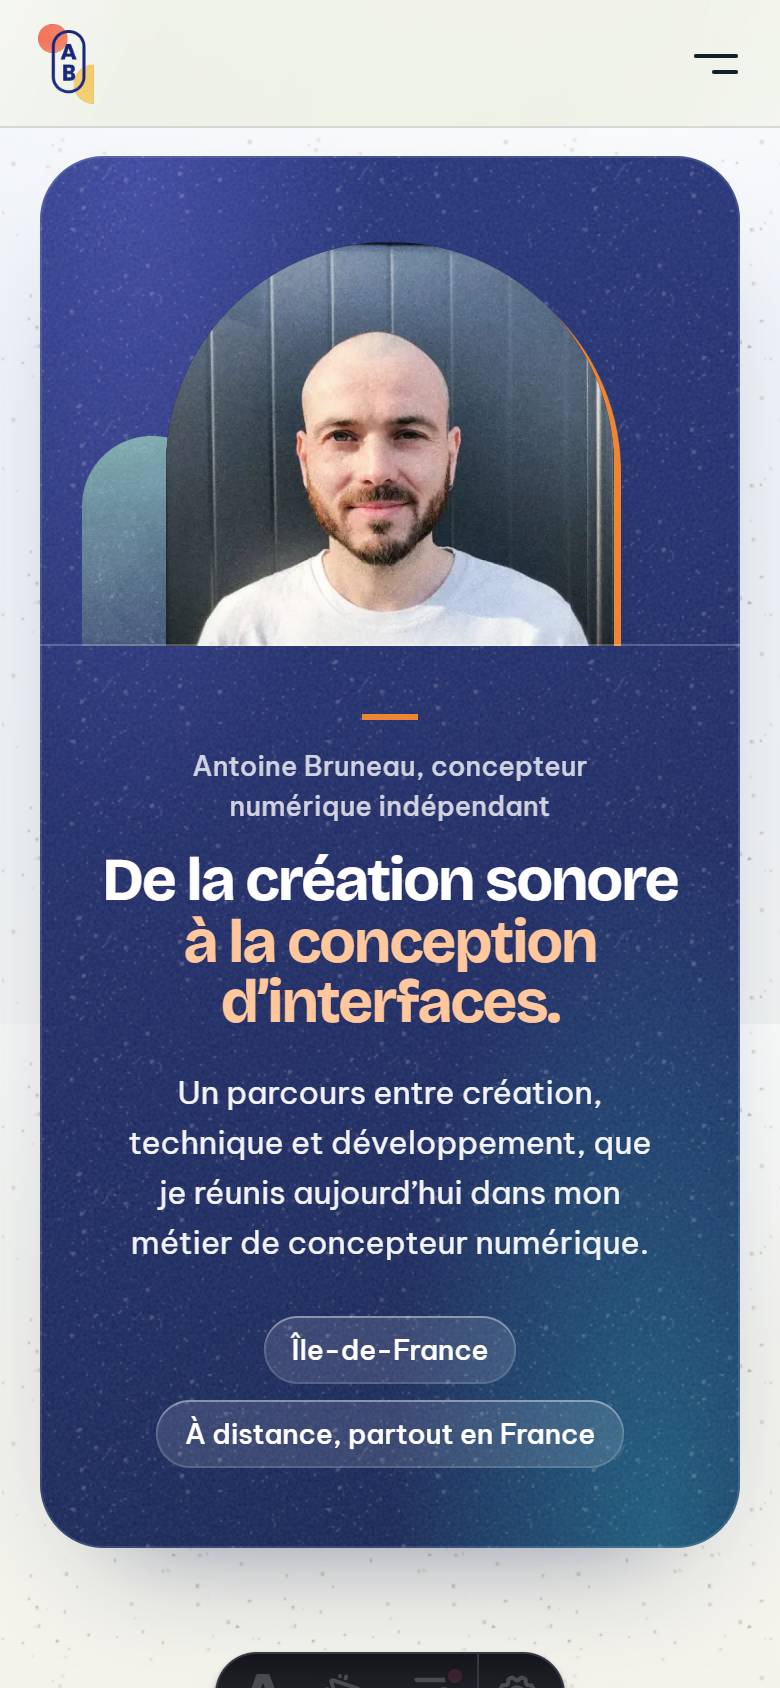 A
B
Antoine Bruneau, concepteur
numérique indépendant
De la création sonore
à la conception
d’interfaces.
Un parcours entre création,
technique et développement, que
je réunis aujourd’hui dans mon
métier de concepteur numérique.
Île-de-France
À distance, partout en France